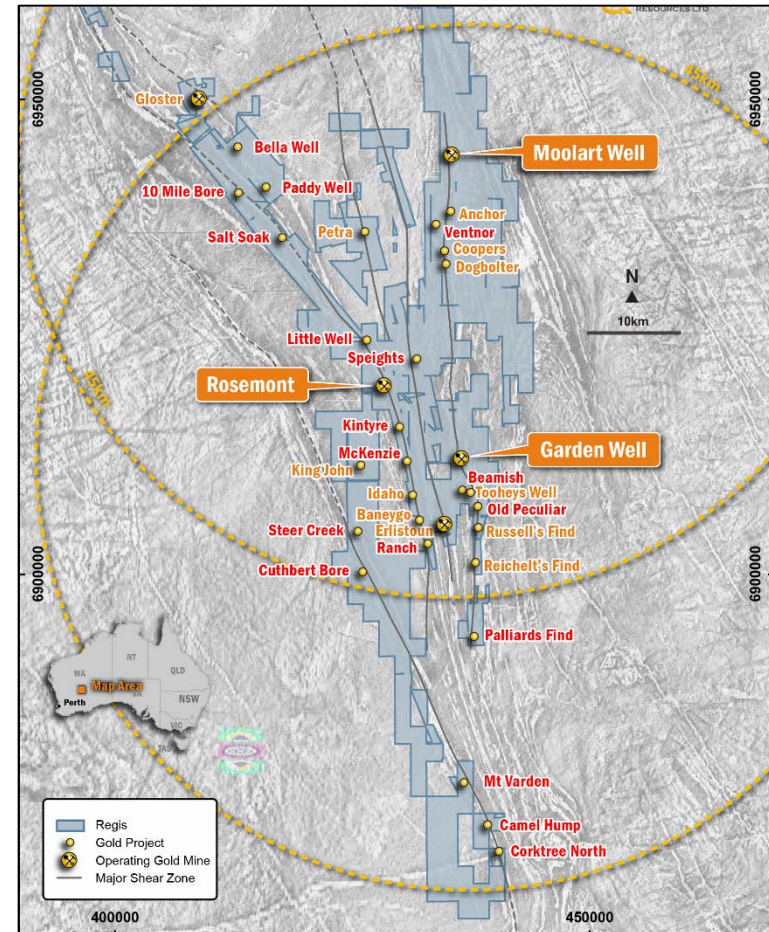 RESOURCES LTD
45km
6950000
6950000
Gloster
Bella Well
Moolart Well
10 Mile Bore
Paddy Well
Anchor
Salt Soak
Petra
Ventnor
Coopers
Dogbolter
N
10km
Little Well
Speights
45km
Rosemont
Kintyre
McKenzie
Garden Well
King John
Beamish
Idaho
Tooheys Well
Baneygo
Old Peculiar
Steer Creek
Erlistoun
Russell's Find
Ranch
Reichelt's Find
Cuthbert Bore
6900000
6900000
Palliards Find
NT
WA
QLD
Map Area
SA
NSW
Perth
VIC
TAS
Mt Varden
Camel Hump
Corktree North
Regis
Gold Project
Operating Gold Mine
Major Shear Zone
400000
450000